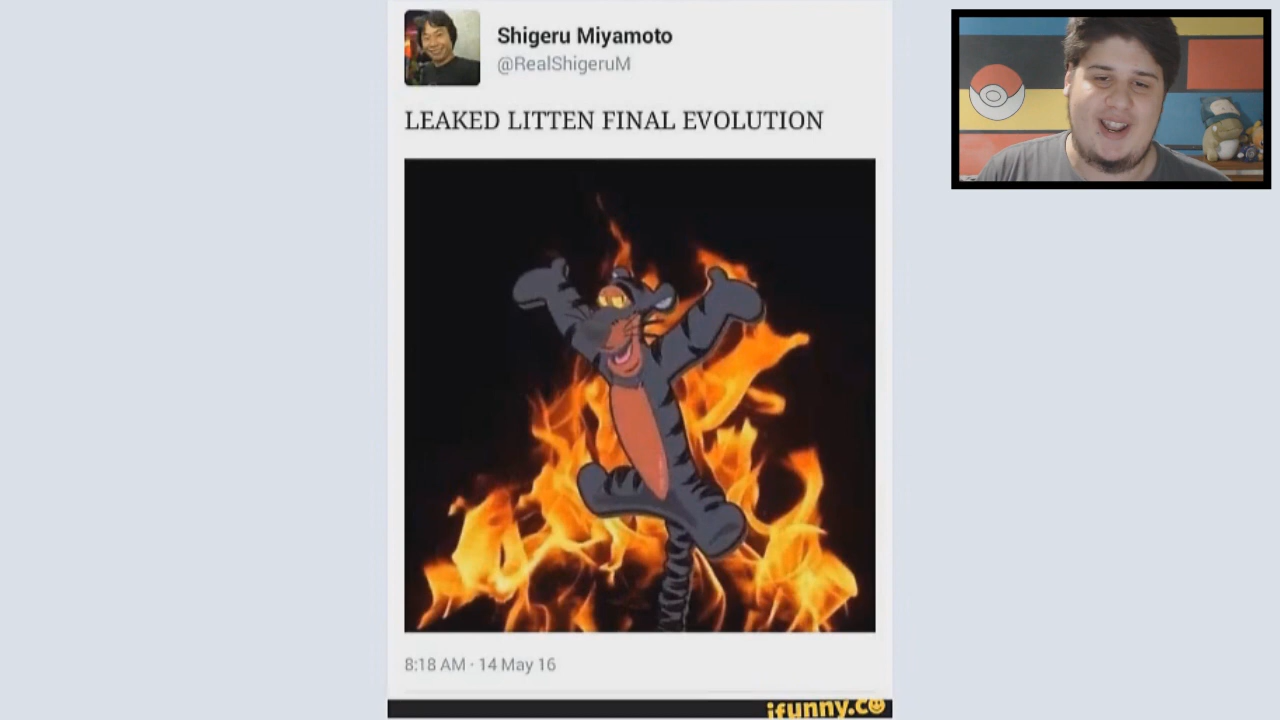 Shigeru Miyamoto
@RealShigeruM
LEAKED LITTEN FINAL EVOLUTION
8:18 AM · 14 May 16
ifunny.co